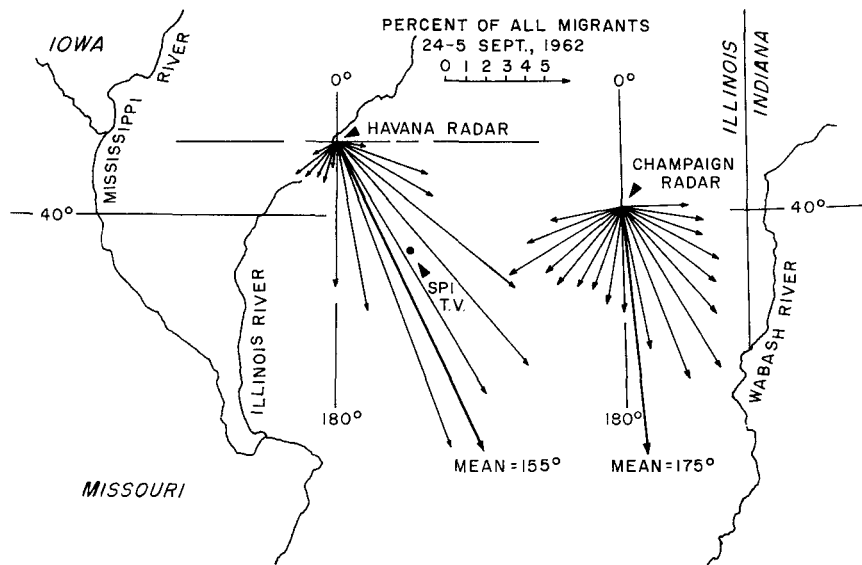 PERCENT OF ALL MIGRANTS
24-5 SEPT., 1962
0 1 2 3 4 5
IOWA
MISSISSIPPI RIVER
0°
HAVANA RADAR
0°
ILLINOIS
INDIANA
CHAMPAIGN
RADAR
40°
40°
SPI
T.V.
ILLINOIS RIVER
WABASH RIVER
180°
180°
MEAN=155°
MEAN=175°
MISSOURI